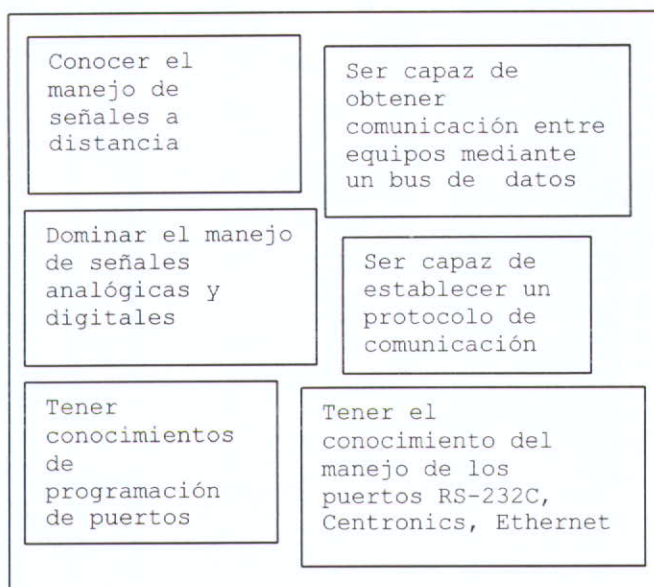 Conocer el
manejo de
señales a
distancia
Ser capaz de
obtener
comunicación entre
equipos mediante
un bus de datos
Dominar el manejo
de señales
analógicas y
digitales
Ser capaz de
establecer un
protocolo de
comunicación
Tener
conocimientos
de
programación
de puertos
Tener el
conocimiento del
manejo de los
puertos RS-232C,
Centronics, Ethernet